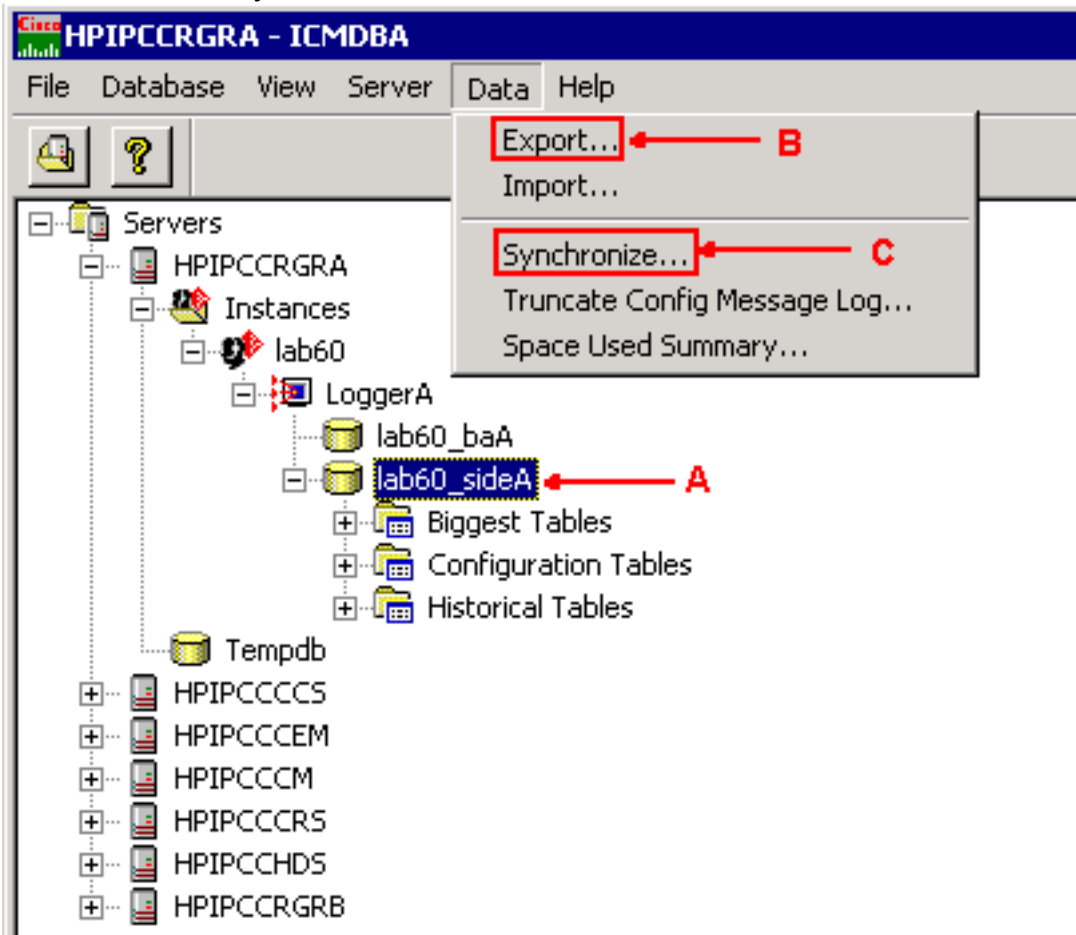 Cisco HPIPCCRGRA - ICMDBA
File Database View Server Data Help
Export... B
Import...
Synchronize... C
Truncate Config Message Log...
Space Used Summary...
?
Servers
HPIPCCRGRA
Instances
lab60
LoggerA
lab60_baA
lab60_sideA A
Biggest Tables
Configuration Tables
Historical Tables
Tempdb
HPIPCCCCS
HPIPCCCEM
HPIPCCCM
HPIPCCCRS
HPIPCCHDS
HPIPCCRGRB